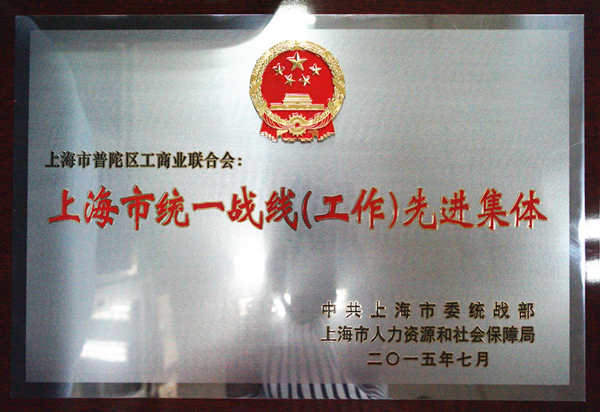 上海市普陀区工商业联合会:
上海市统一战线(工作)先进集体
中共上海市委统战部
上海市人力资源和社会保障局
二〇一五年七月